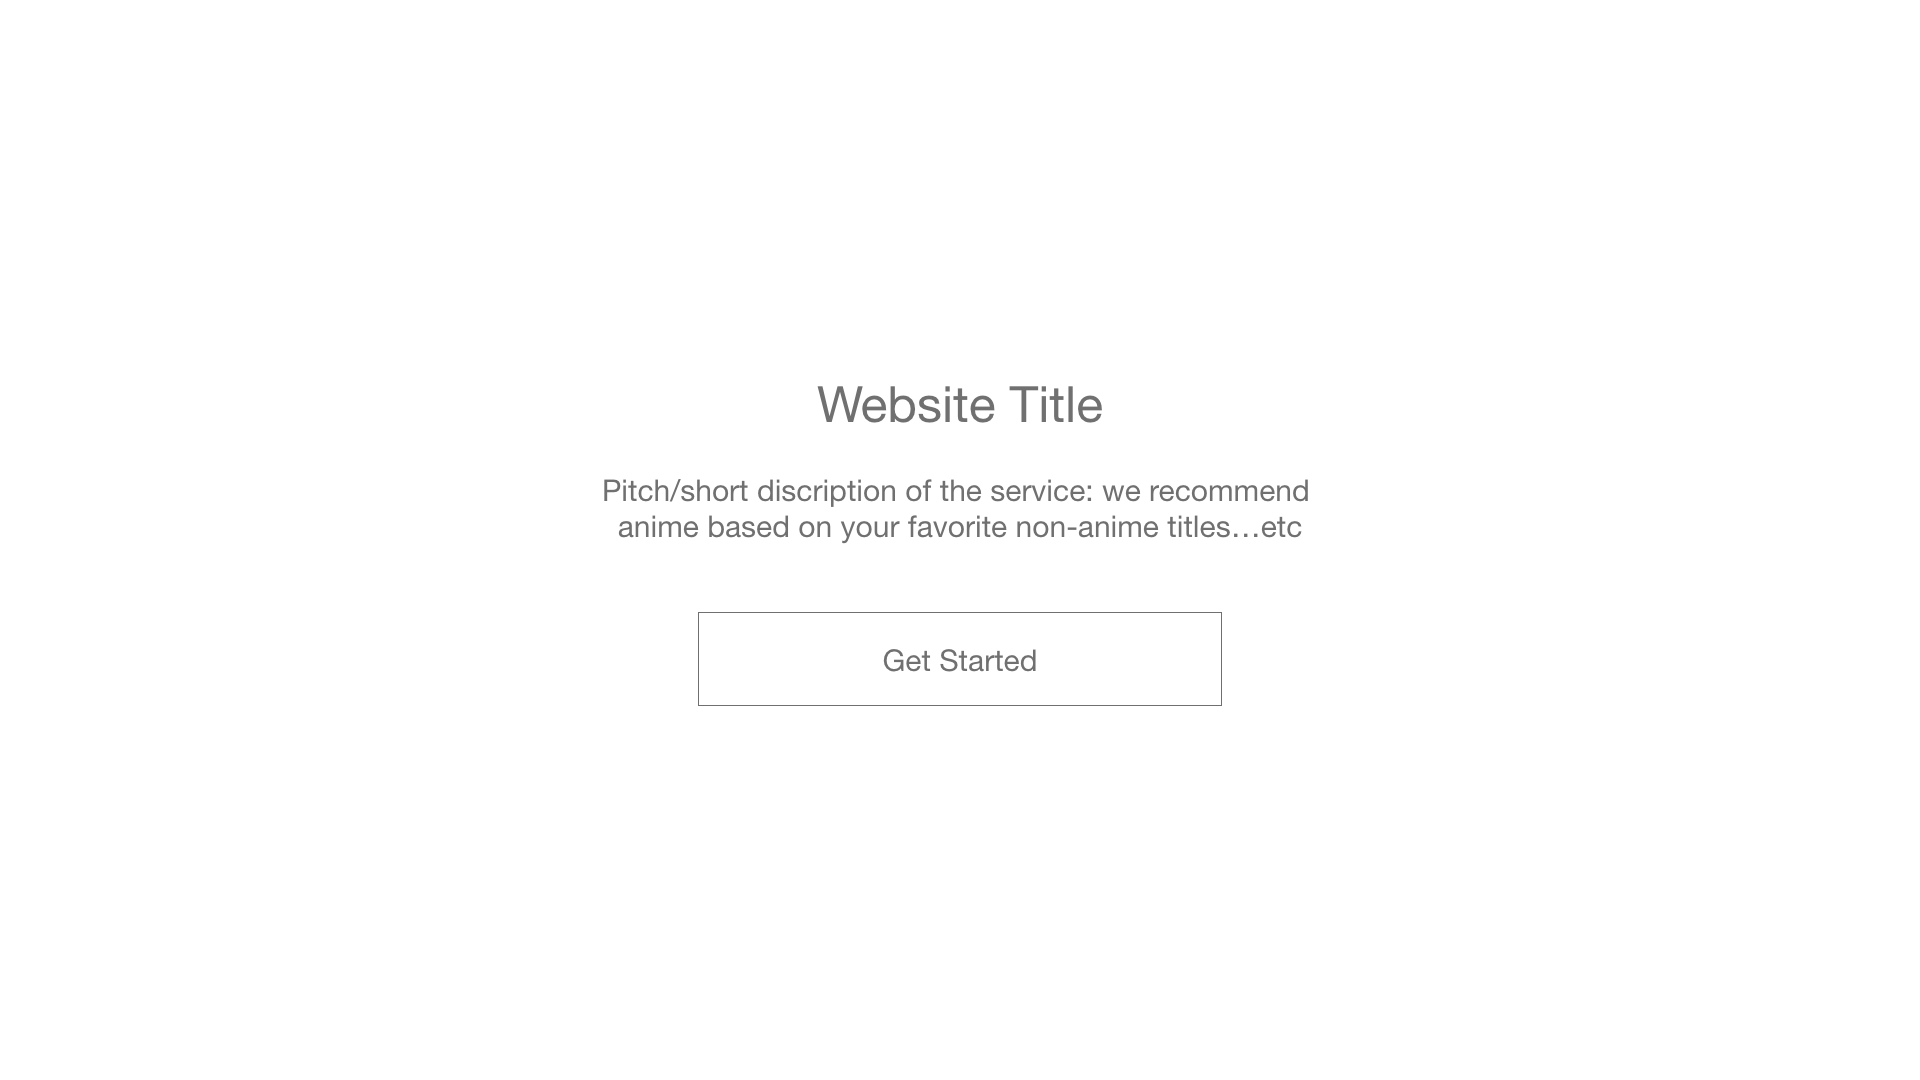 Website Title
Pitch/short discription of the service: we recommend
anime based on your favorite non-anime titles…etc
Get Started